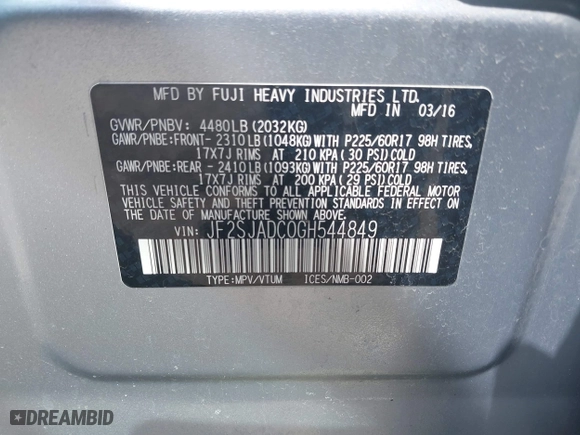 MFD BY FUJI HEAVY INDUSTRIES LTD.
MFD IN 03/16
GVWR/PNBV: 4480LB(2032KG)
GAWR/PNBE:FRONT- 2310LB(1048KG)WITH P225/60R17 98H TIRES,
17X7J RIMS AT 210 KPA(30 PSI)COLD
GAWR/PNBE:REAR - 2410LB(1093KG)WITH P225/60R17 98H TIRES,
17X7J RIMS AT 200 KPA(29 PSI)COLD
THIS VEHICLE CONFORMS TO ALL APPLICABLE FEDERAL MOTOR
VEHICLE SAFETY AND THEFT PREVENTION STANDARDS IN EFFECT
ON THE DATE OF MANUFACTURE SHOWN ABOVE.
VIN: JF2SJADC0GH544849
TYPE:MPV/VTUM ICES/NMB-002
DREAMBID